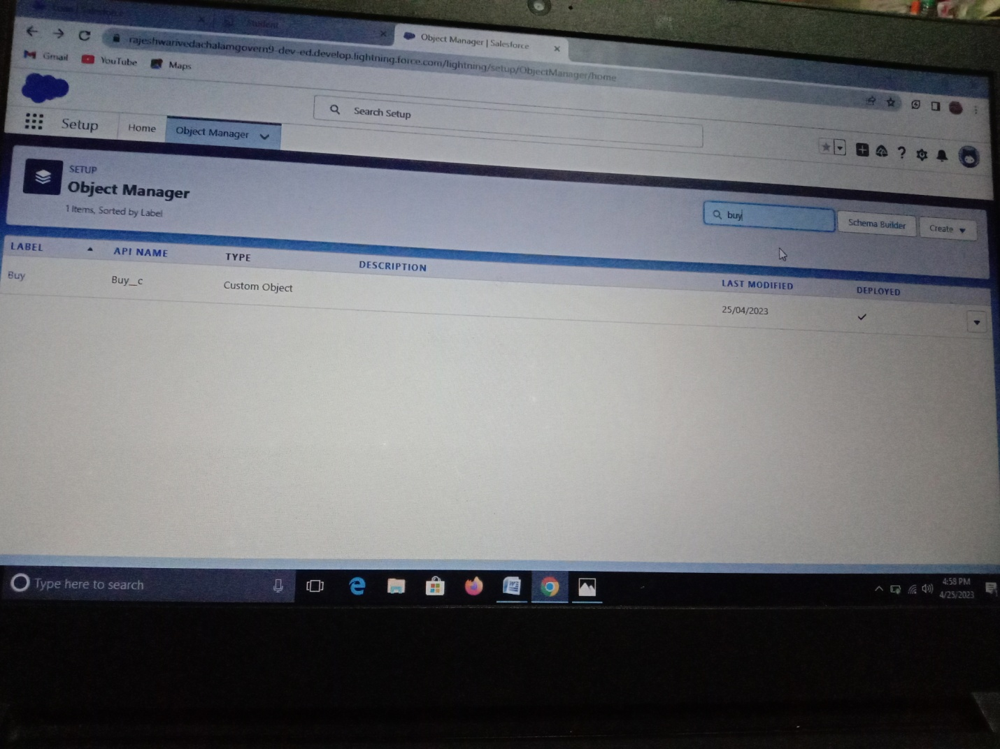 Student
Object Manager | Salesforce
rajeshwarivedachalamgovern9-dev-ed.develop.lightning.force.com/lightning/setup/ObjectManager/home
Gmail YouTube Maps
Search Setup
Setup Home Object Manager
SETUP
Object Manager
1 Items, Sorted by Label
buy
Schema Builder Create
LABEL API NAME TYPE DESCRIPTION LAST MODIFIED DEPLOYED
Buy Buy__c Custom Object 25/04/2023
Type here to search
4:58 PM
4/25/2023